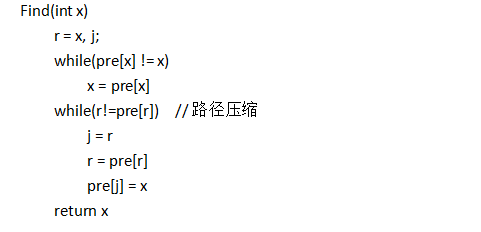 Find(int x)
r = x, j;
while(pre[x] != x)
x = pre[x]
while(r!=pre[r]) //路径压缩
j = r
r = pre[r]
pre[j] = x
return x